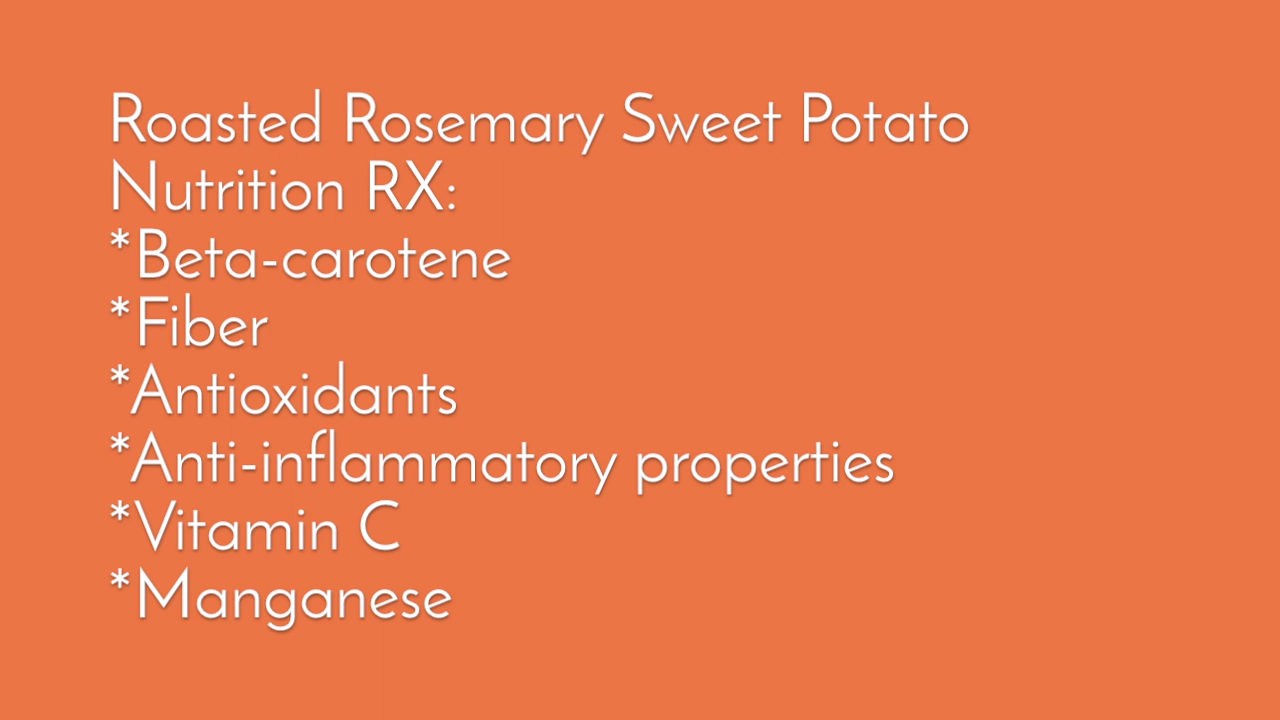 Roasted Rosemary Sweet Potato
Nutrition RX:
*Beta-carotene
*Fiber
*Antioxidants
*Anti-inflammatory properties
*Vitamin C
*Manganese